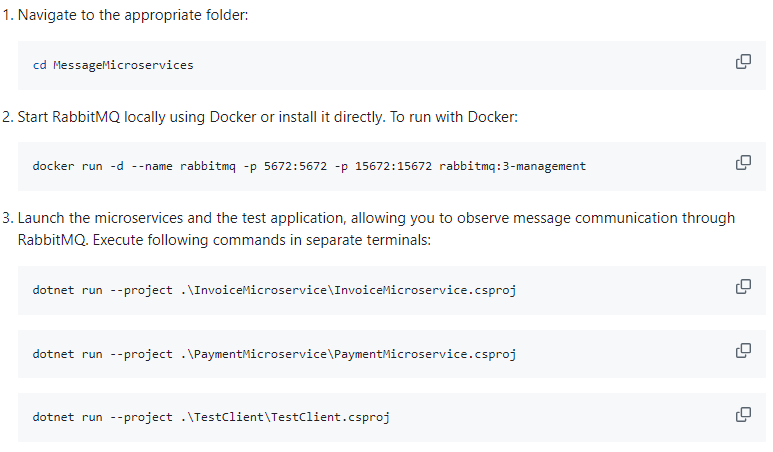 1. Navigate to the appropriate folder:
cd MessageMicroservices
2. Start RabbitMQ locally using Docker or install it directly. To run with Docker:
docker run -d --name rabbitmq -p 5672:5672 -p 15672:15672 rabbitmq:3-management
3. Launch the microservices and the test application, allowing you to observe message communication through
RabbitMQ. Execute following commands in separate terminals:
dotnet run --project .\InvoiceMicroservice\InvoiceMicroservice.csproj
dotnet run --project .\PaymentMicroservice\PaymentMicroservice.csproj
dotnet run --project .\TestClient\TestClient.csproj